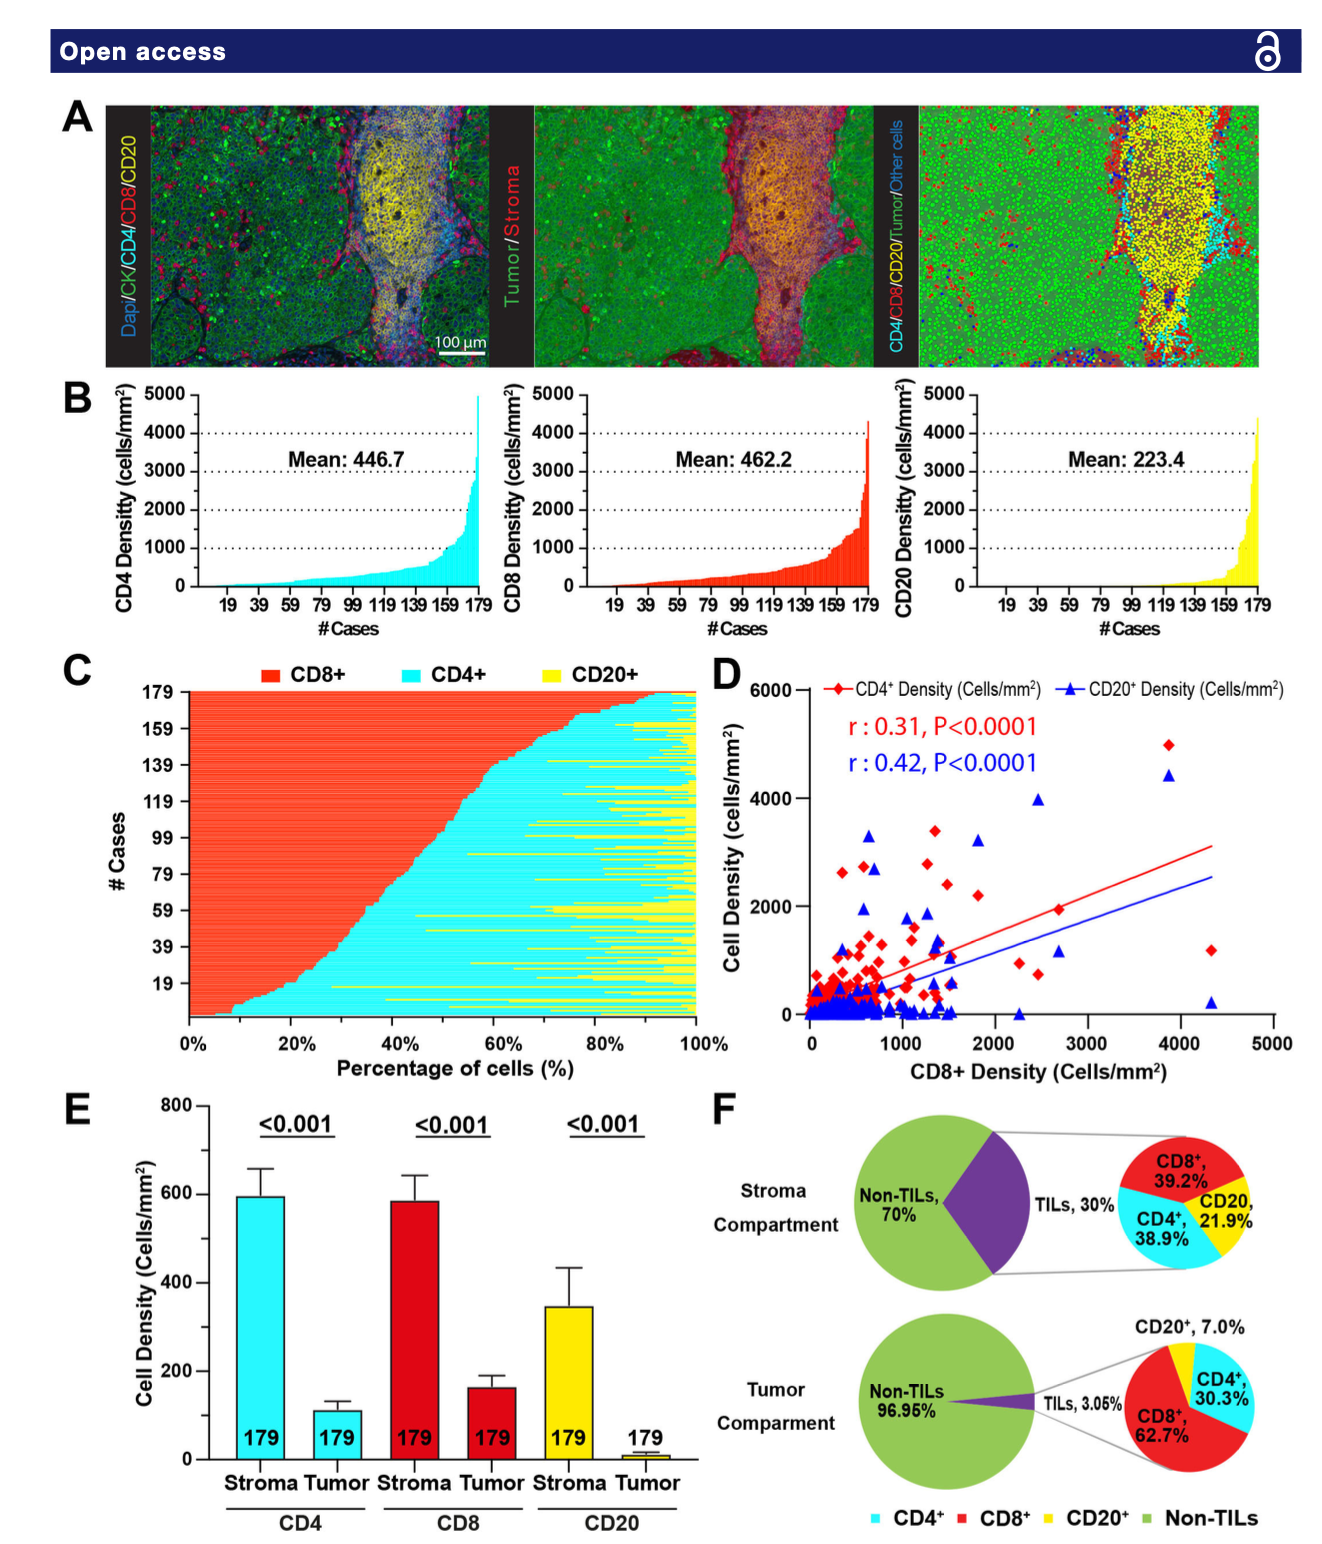 Open access
A
Dapi/CK/CD4/CD8/CD20
Tumor/Stroma
CD4/CD8/CD20/Tumor/Other cells
100 µm
B
CD4 Density (cells/mm²)
5000
4000
3000
2000
1000
0
Mean: 446.7
19 39 59 79 99 119 139 159 179
# Cases
CD8 Density (cells/mm²)
5000
4000
3000
2000
1000
0
Mean: 462.2
19 39 59 79 99 119 139 159 179
# Cases
CD20 Density (cells/mm²)
5000
4000
3000
2000
1000
0
Mean: 223.4
19 39 59 79 99 119 139 159 179
# Cases
C
CD8+ CD4+ CD20+
# Cases
179
159
139
119
99
79
59
39
19
0% 20% 40% 60% 80% 100%
Percentage of cells (%)
D
CD4⁺ Density (Cells/mm²) CD20⁺ Density (Cells/mm²)
r : 0.31, P<0.0001
r : 0.42, P<0.0001
Cell Density (cells/mm²)
6000
4000
2000
0
0 1000 2000 3000 4000 5000
CD8+ Density (Cells/mm²)
E
Cell Density (Cells/mm²)
800
600
400
200
0
<0.001 <0.001 <0.001
179 179 179 179 179 179
Stroma Tumor Stroma Tumor Stroma Tumor
CD4 CD8 CD20
F
Stroma
Compartment
Non-TILs,
70%
TILs, 30%
CD8⁺,
39.2%
CD20,
21.9%
CD4⁺,
38.9%
Tumor
Comparment
Non-TILs
96.95%
TILs, 3.05%
CD20⁺, 7.0%
CD4⁺,
30.3%
CD8⁺,
62.7%
CD4⁺ CD8⁺ CD20⁺ Non-TILs